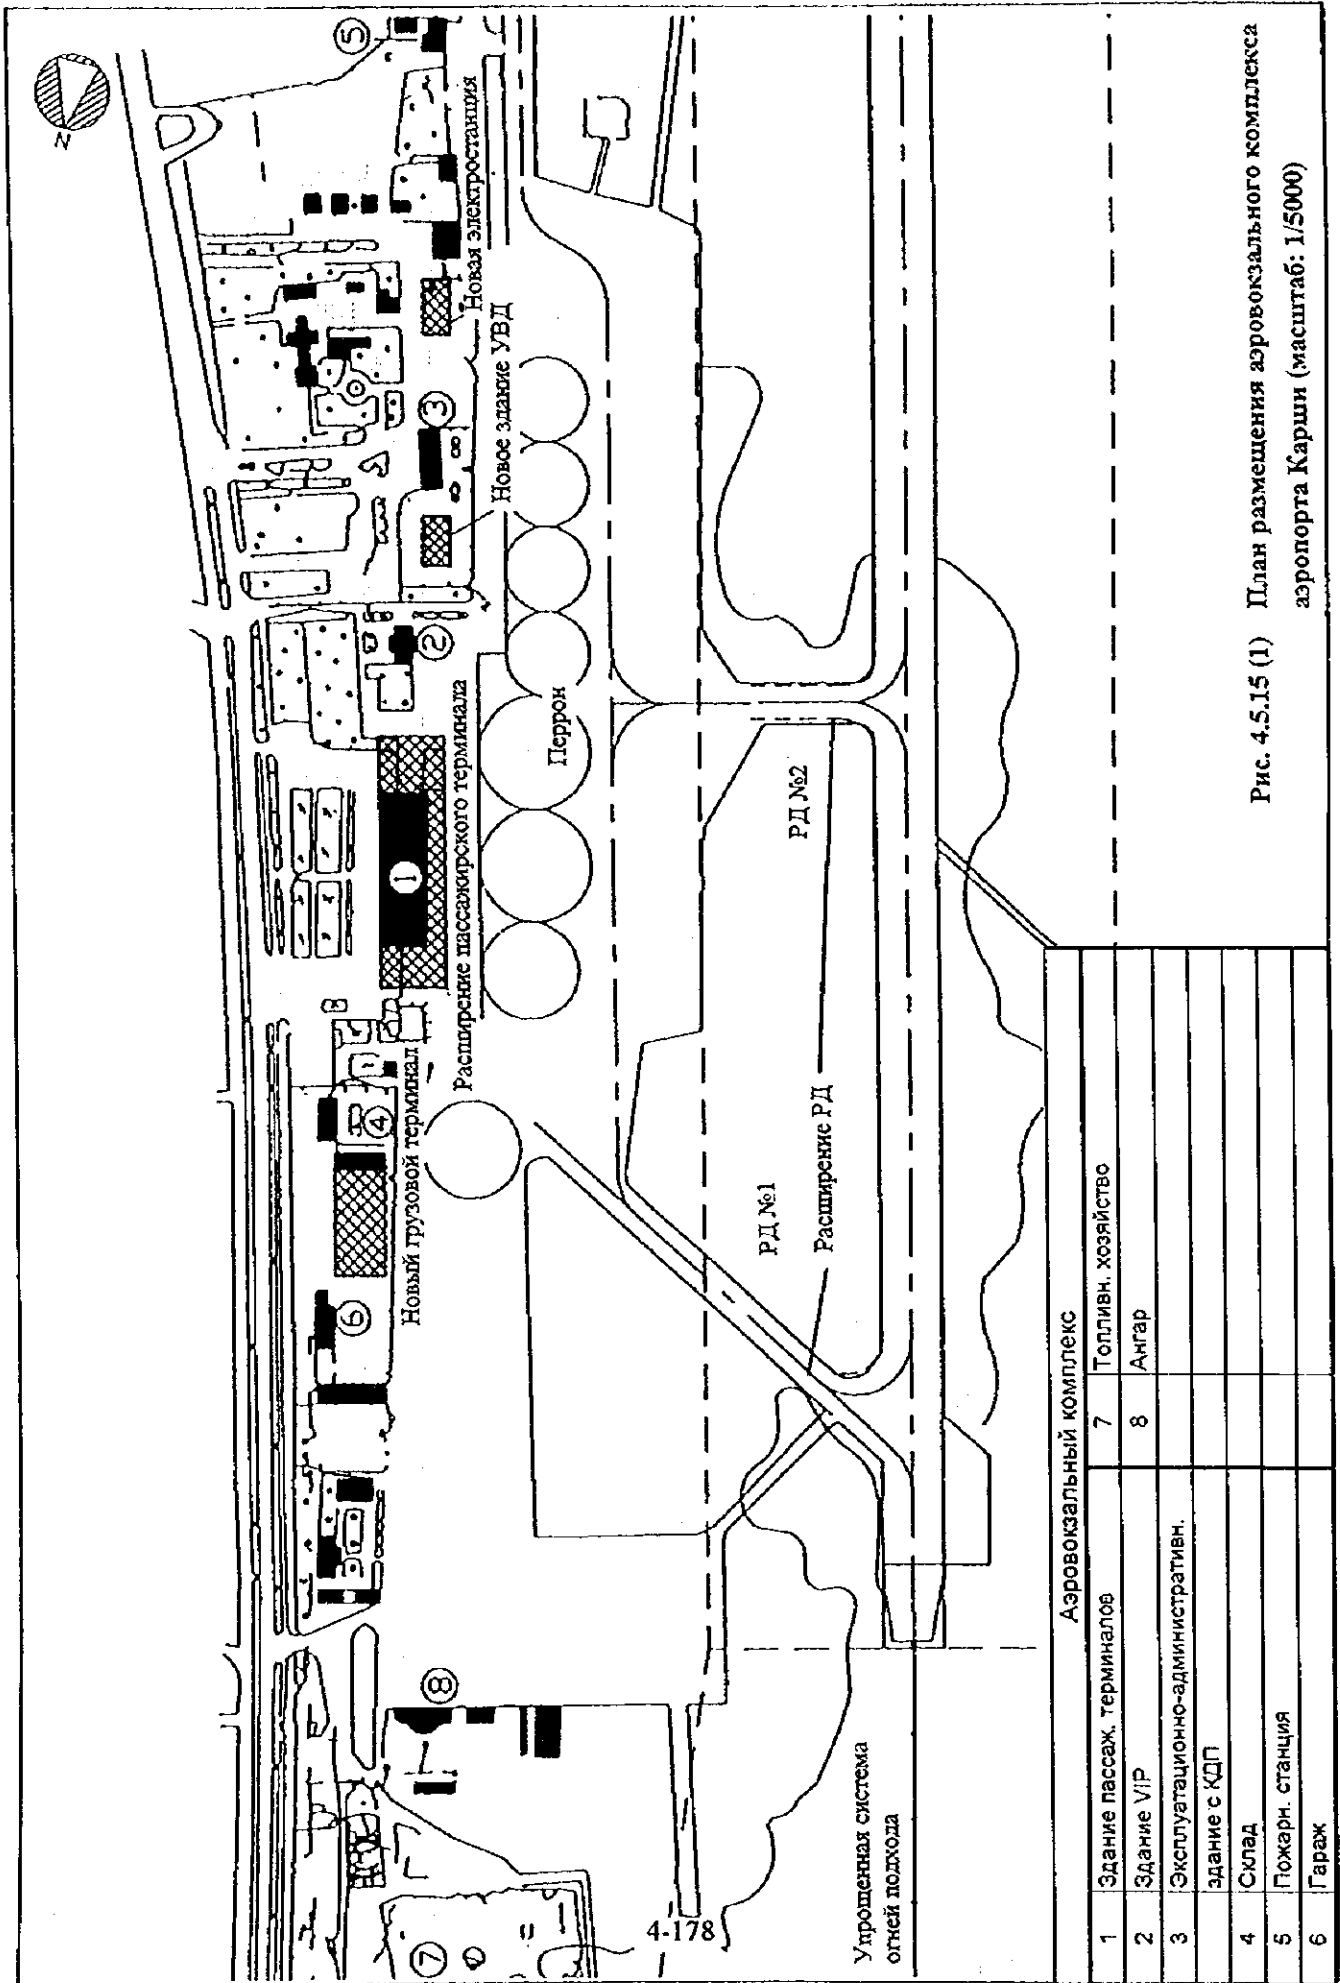 N
⑤
Новая электростанция
Новое здание УВД
③
②
Расширение пассажирского терминала
Перрон
①
Новый грузовой терминал
④
⑥
⑧
⑦
РД №2
РД №1
Расширение РД
Упрощенная система
огней подхода
Аэровокзальный комплекс
1 Здание пассаж. терминалов 7 Топливн. хозяйство
2 Здание VIP 8 Ангар
3 Эксплуатационно-административн.
здание с КДП
4 Склад
5 Пожарн. станция
6 Гараж
Рис. 4.5.15 (1) План размещения аэровокзального комплекса
аэропорта Карши (масштаб: 1/5000)
4-178